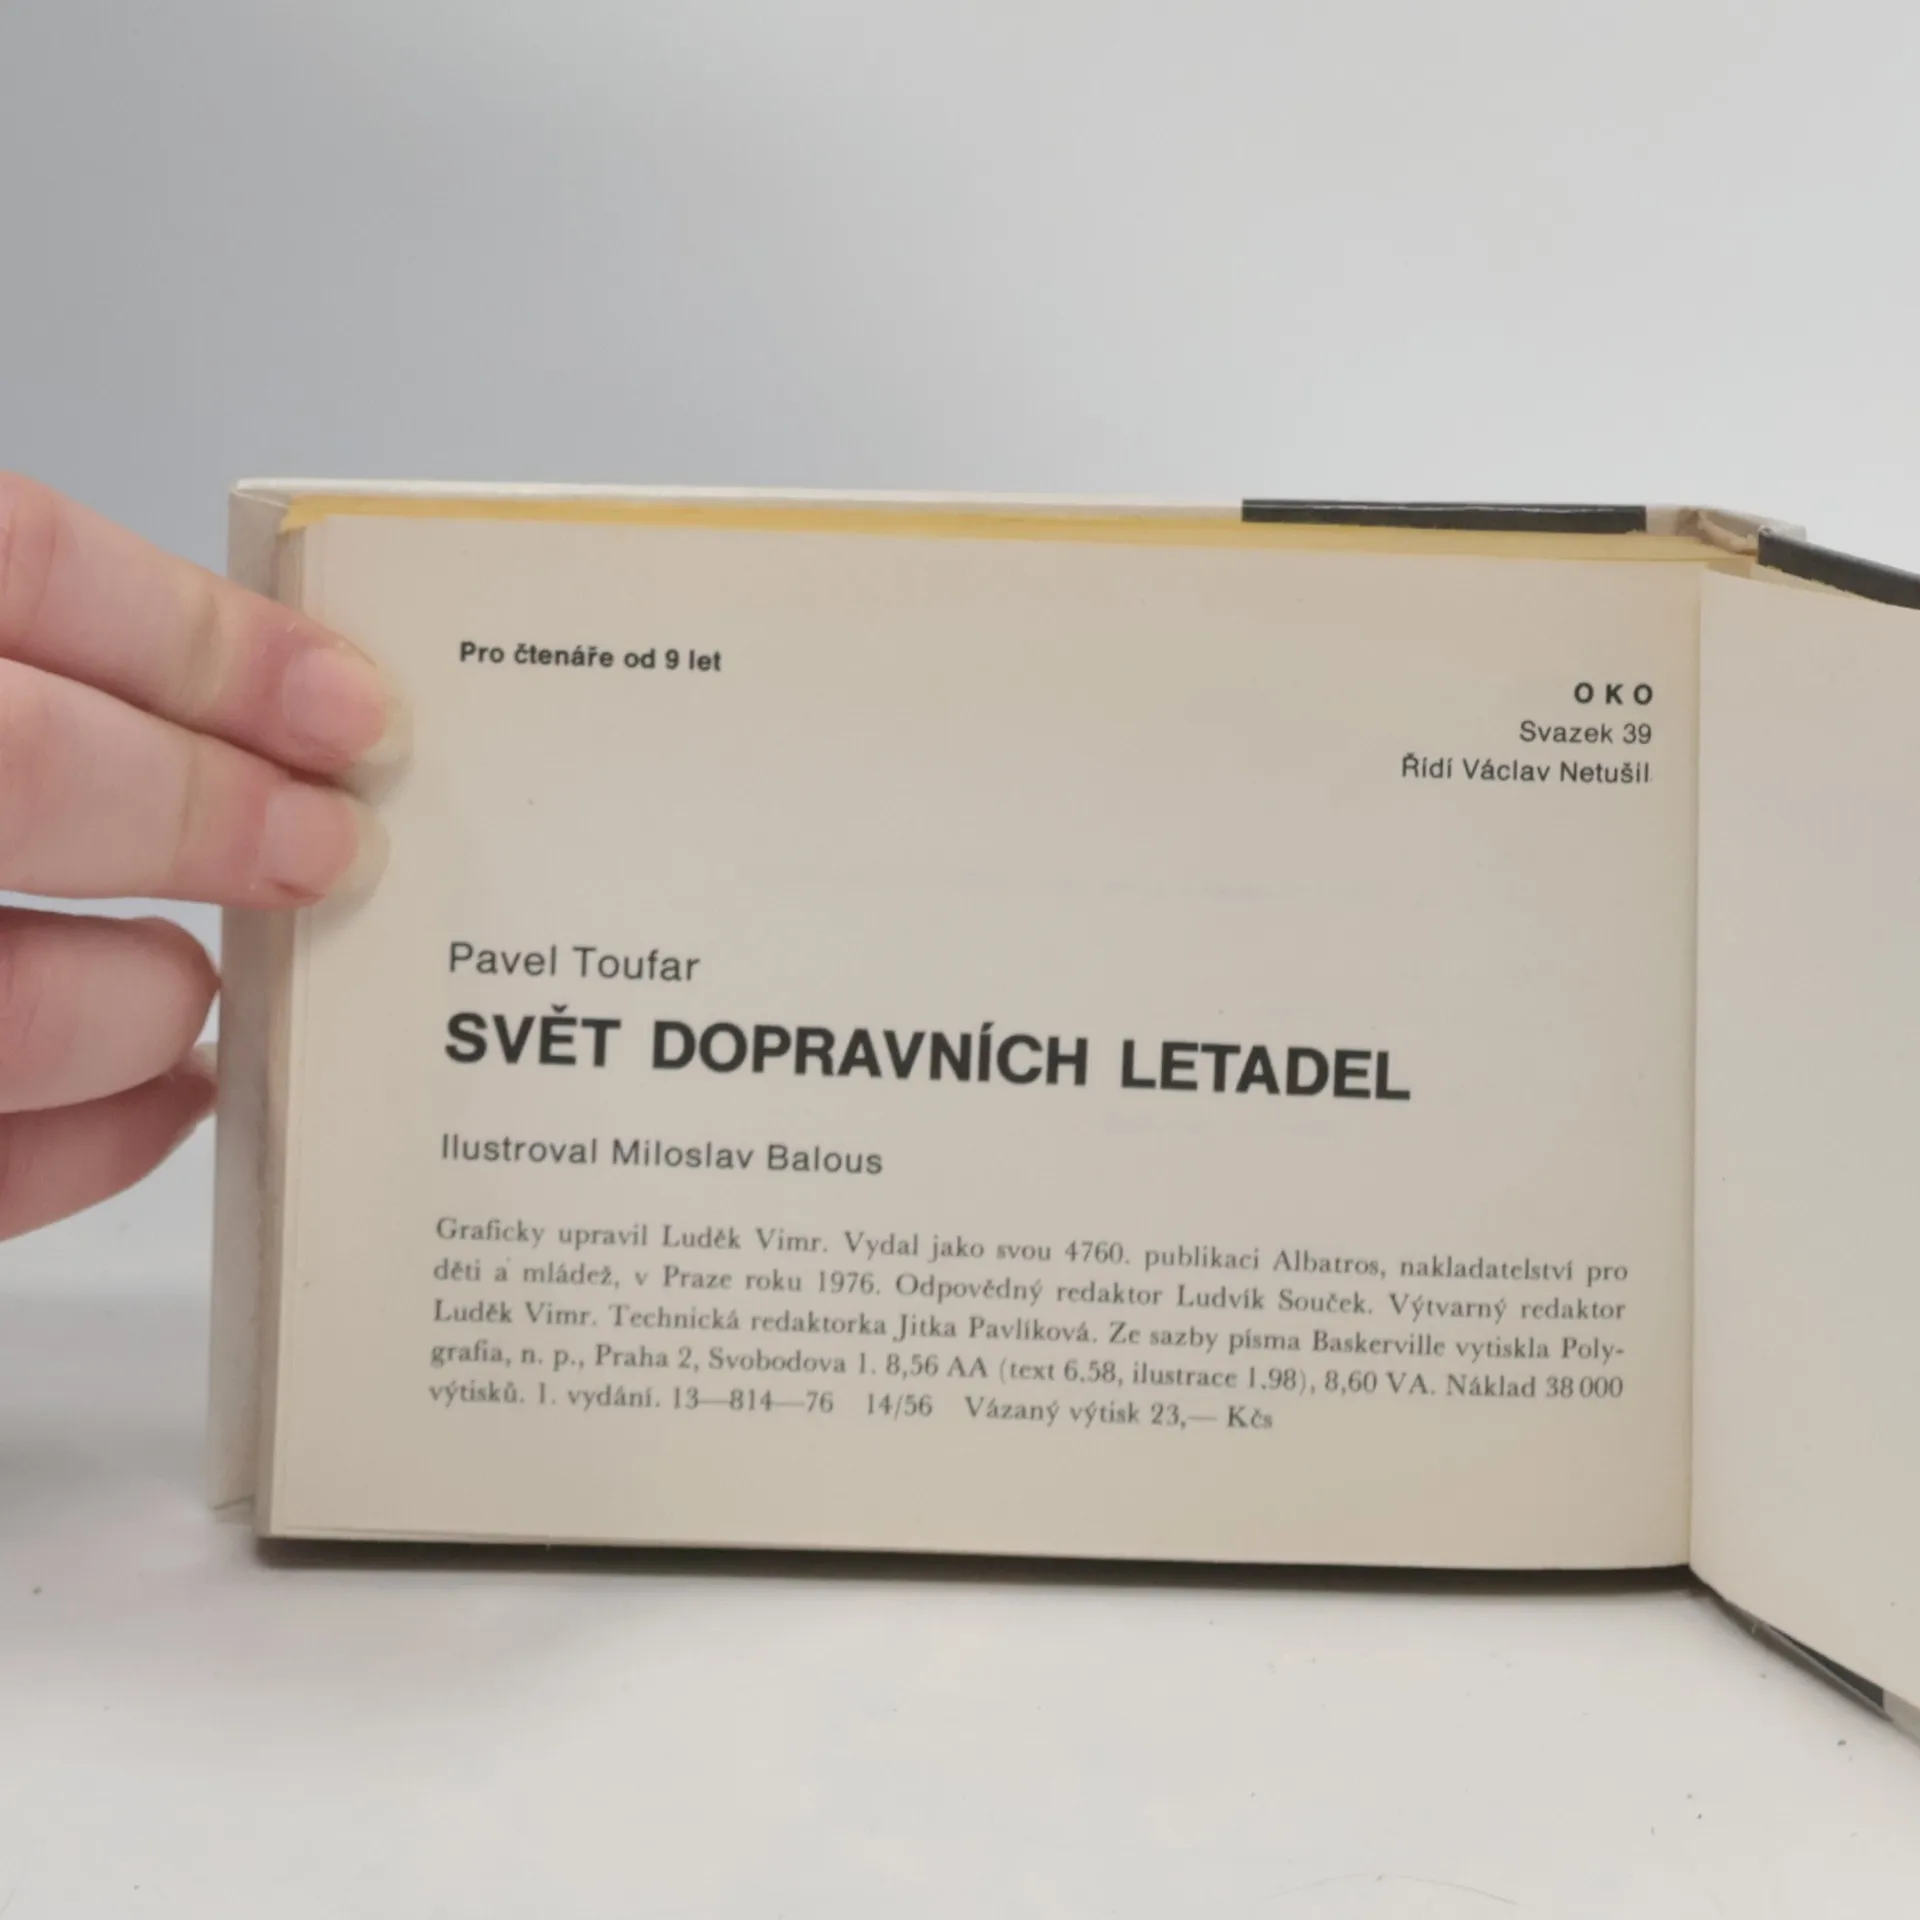 Pro čtenáře od 9 let
O K O
Svazek 39
Řídí Václav Netušil
Pavel Toufar
SVĚT DOPRAVNÍCH LETADEL
Ilustroval Miloslav Balous
Graficky upravil Luděk Vimr. Vydal jako svou 4760. publikaci Albatros, nakladatelství pro
děti a mládež, v Praze roku 1976. Odpovědný redaktor Ludvík Souček. Výtvarný redaktor
Luděk Vimr. Technická redaktorka Jitka Pavlíková. Ze sazby písma Baskerville vytiskla Poly-
grafia, n. p., Praha 2, Svobodova 1. 8,56 AA (text 6,58, ilustrace 1,98), 8,60 VA. Náklad 38 000
výtisků. 1. vydání. 13—814—76 14/56 Vázaný výtisk 23,— Kčs